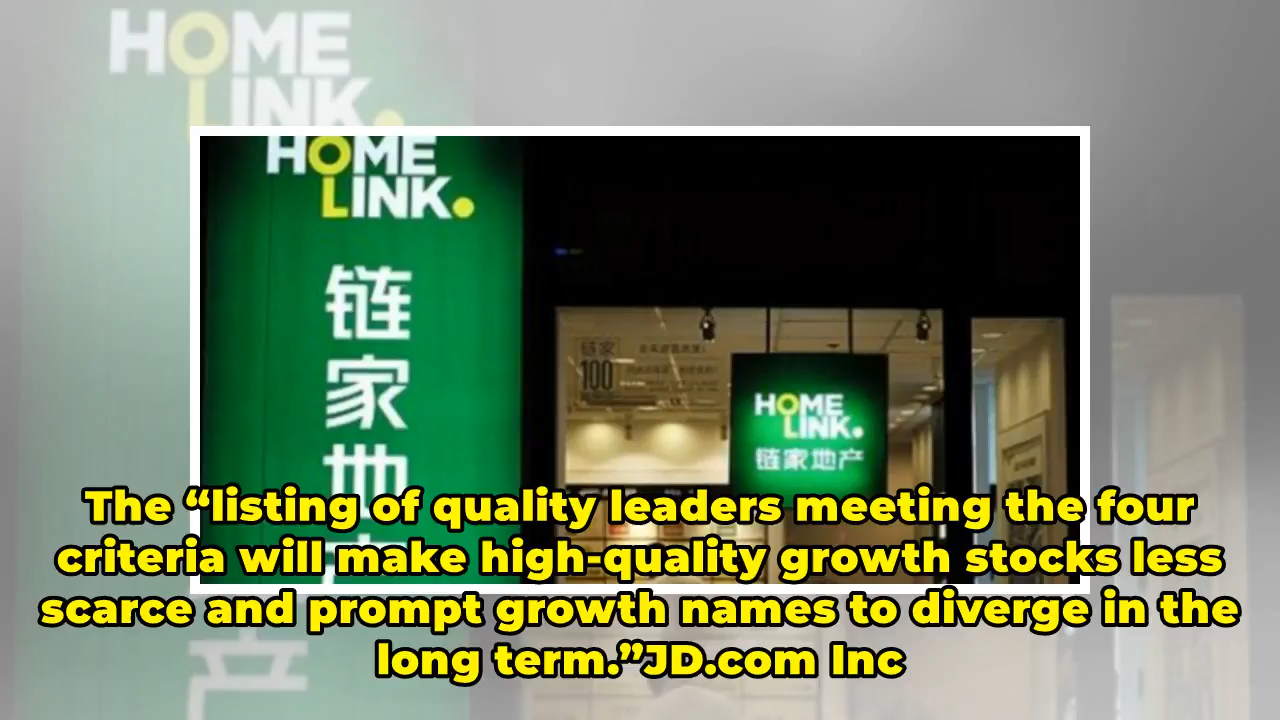 HOME
LINK.
HOME
LINK.
链家地产
链家
100
HOME
LINK.
链家地产
The “listing of quality leaders meeting the four
criteria will make high-quality growth stocks less
scarce and prompt growth names to diverge in the
long term.”JD.com Inc
产